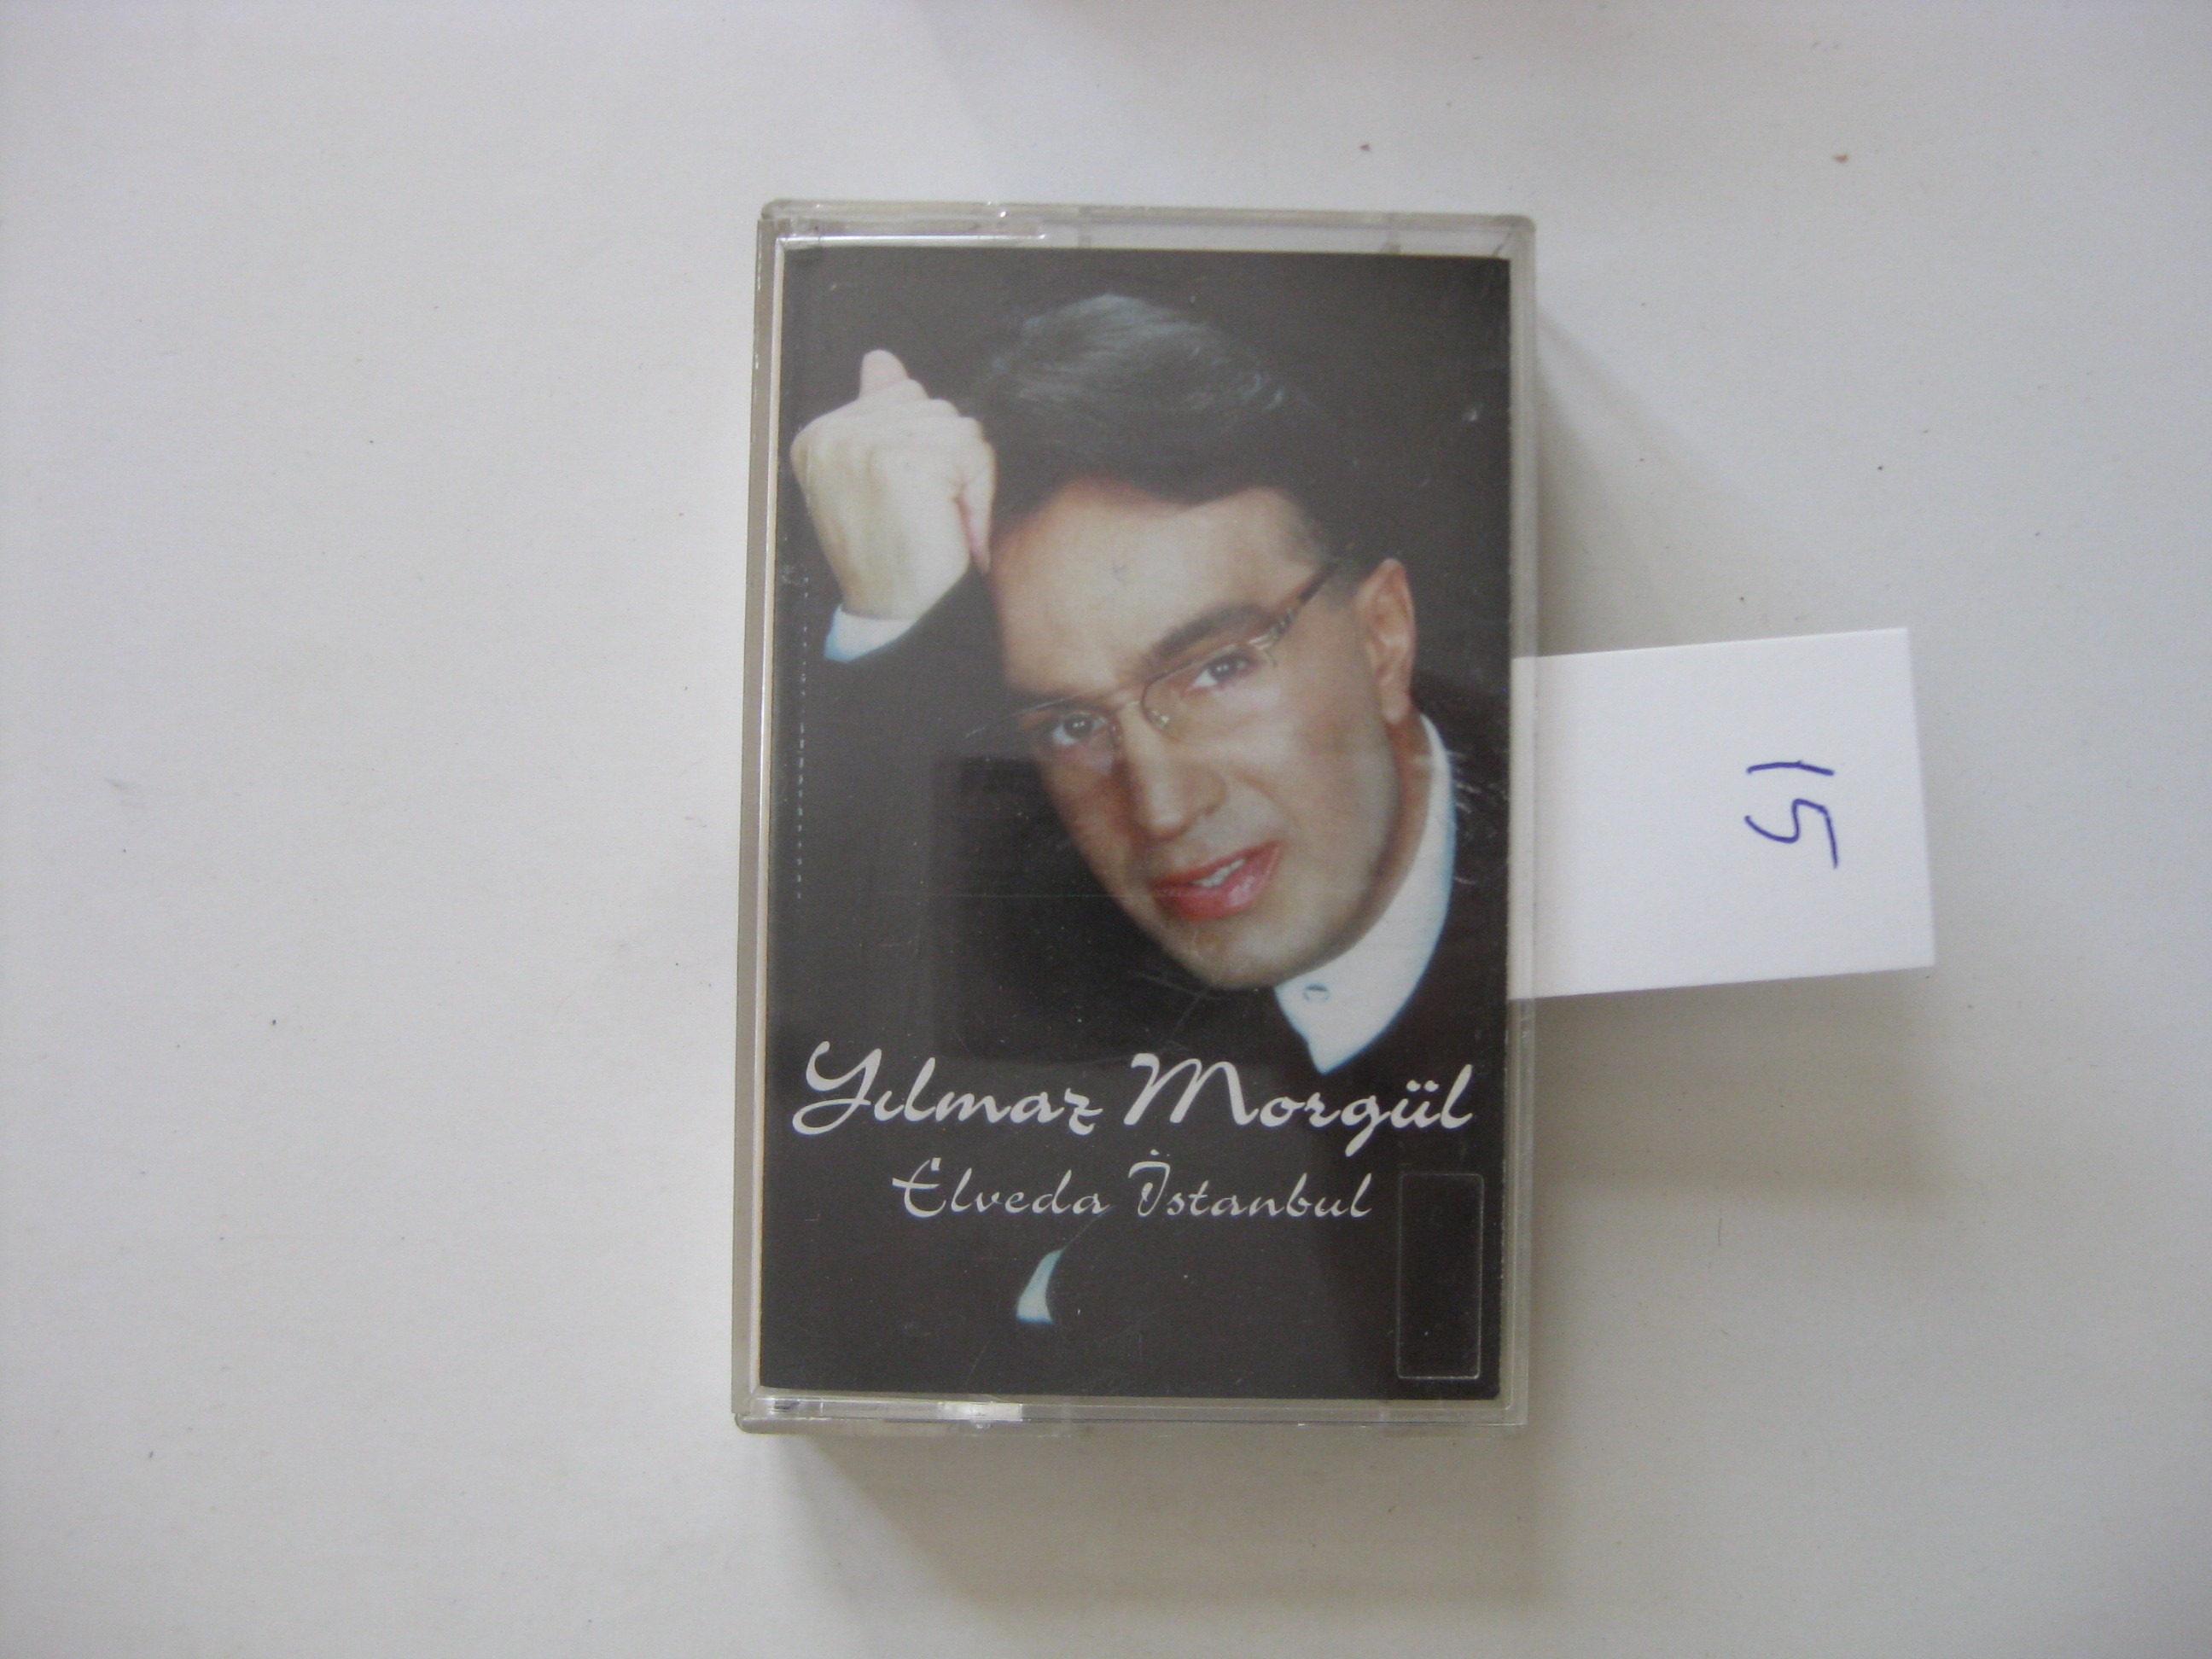 Yılmaz Morgül
Elveda İstanbul
15